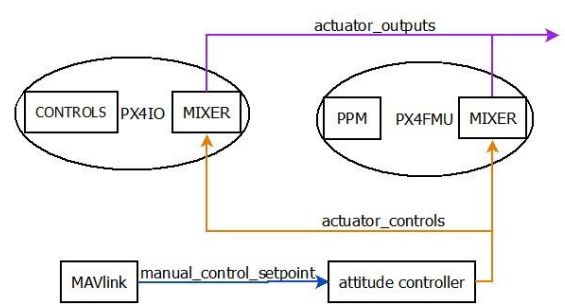 actuator_outputs
CONTROLS PX4IO MIXER
PPM PX4FMU MIXER
actuator_controls
MAVlink manual_control_setpoint attitude controller